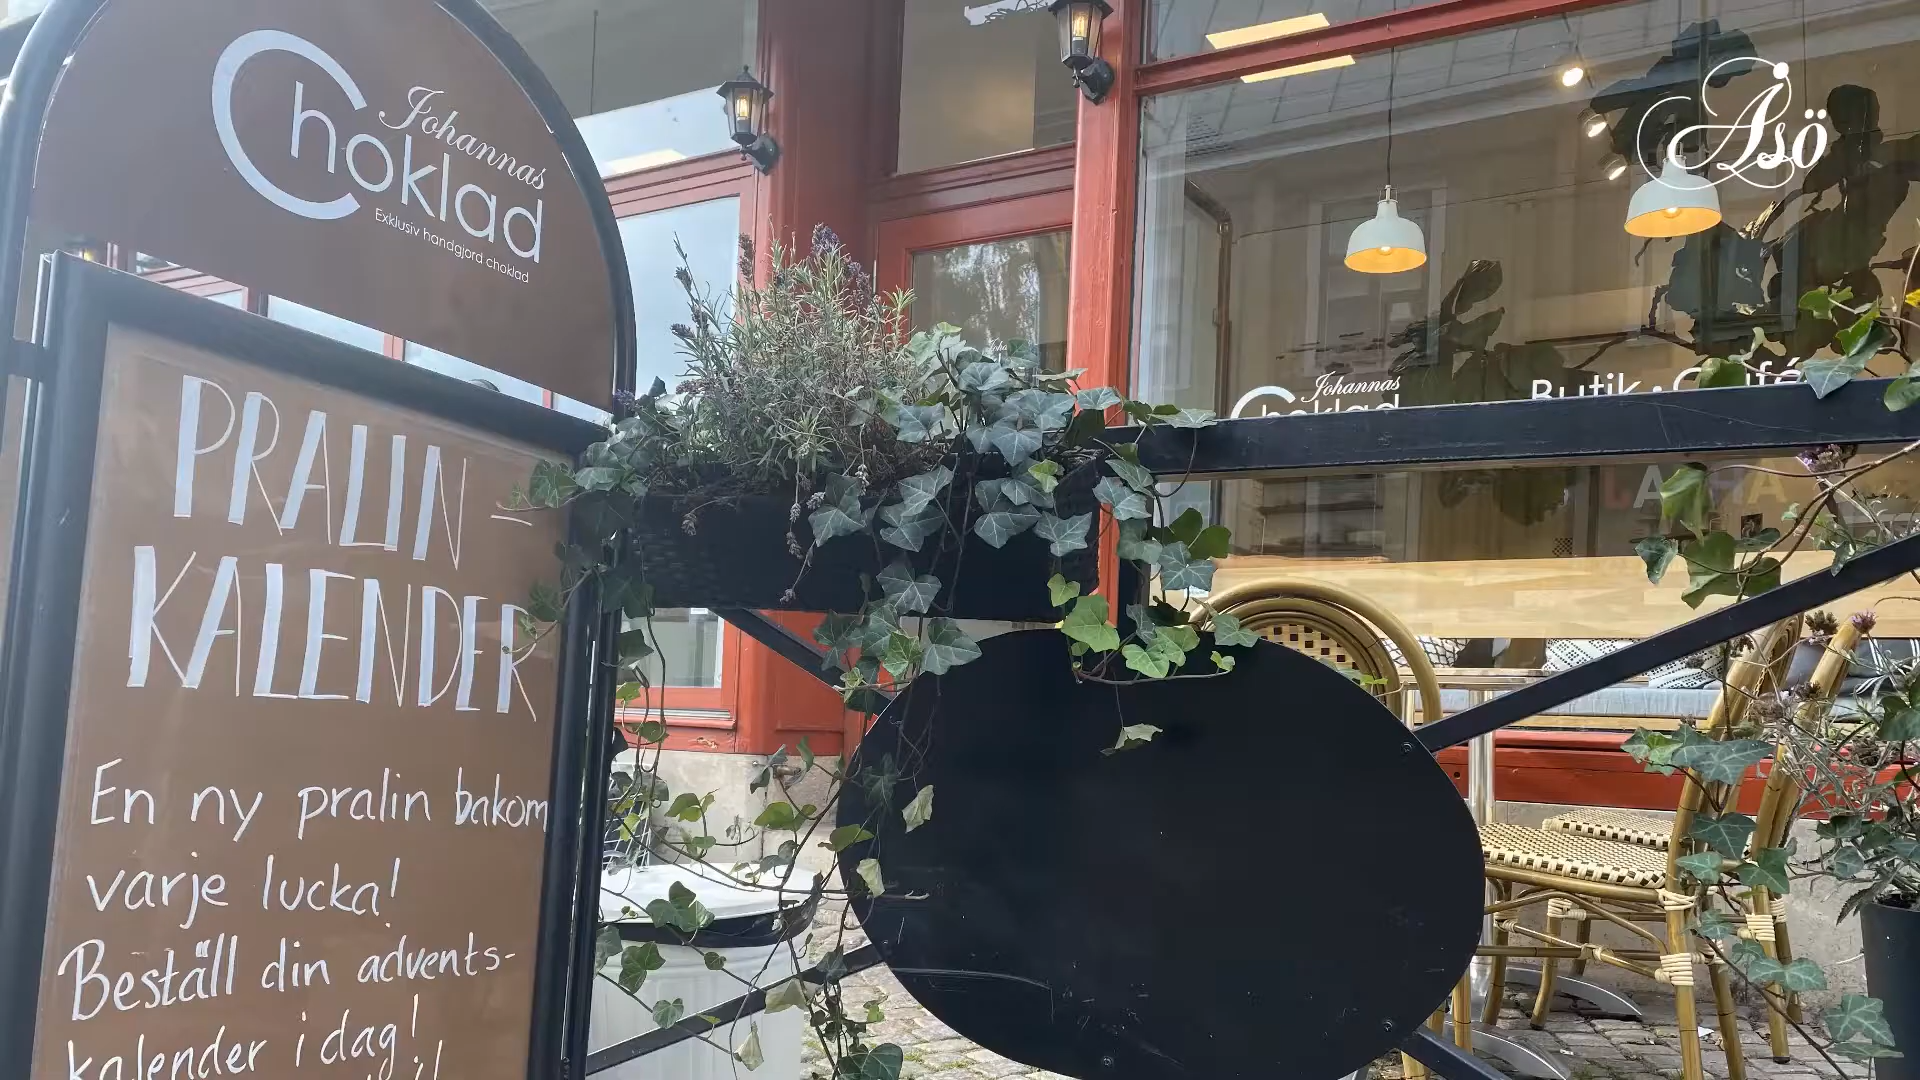 Johannas
Choklad
Exklusiv handgjord choklad
PRALIN-
KALENDER
En ny pralin bakom
varje lucka!
Beställ din advents-
kalender i dag!
Åsö
Johannas
Choklad
Butik · Café